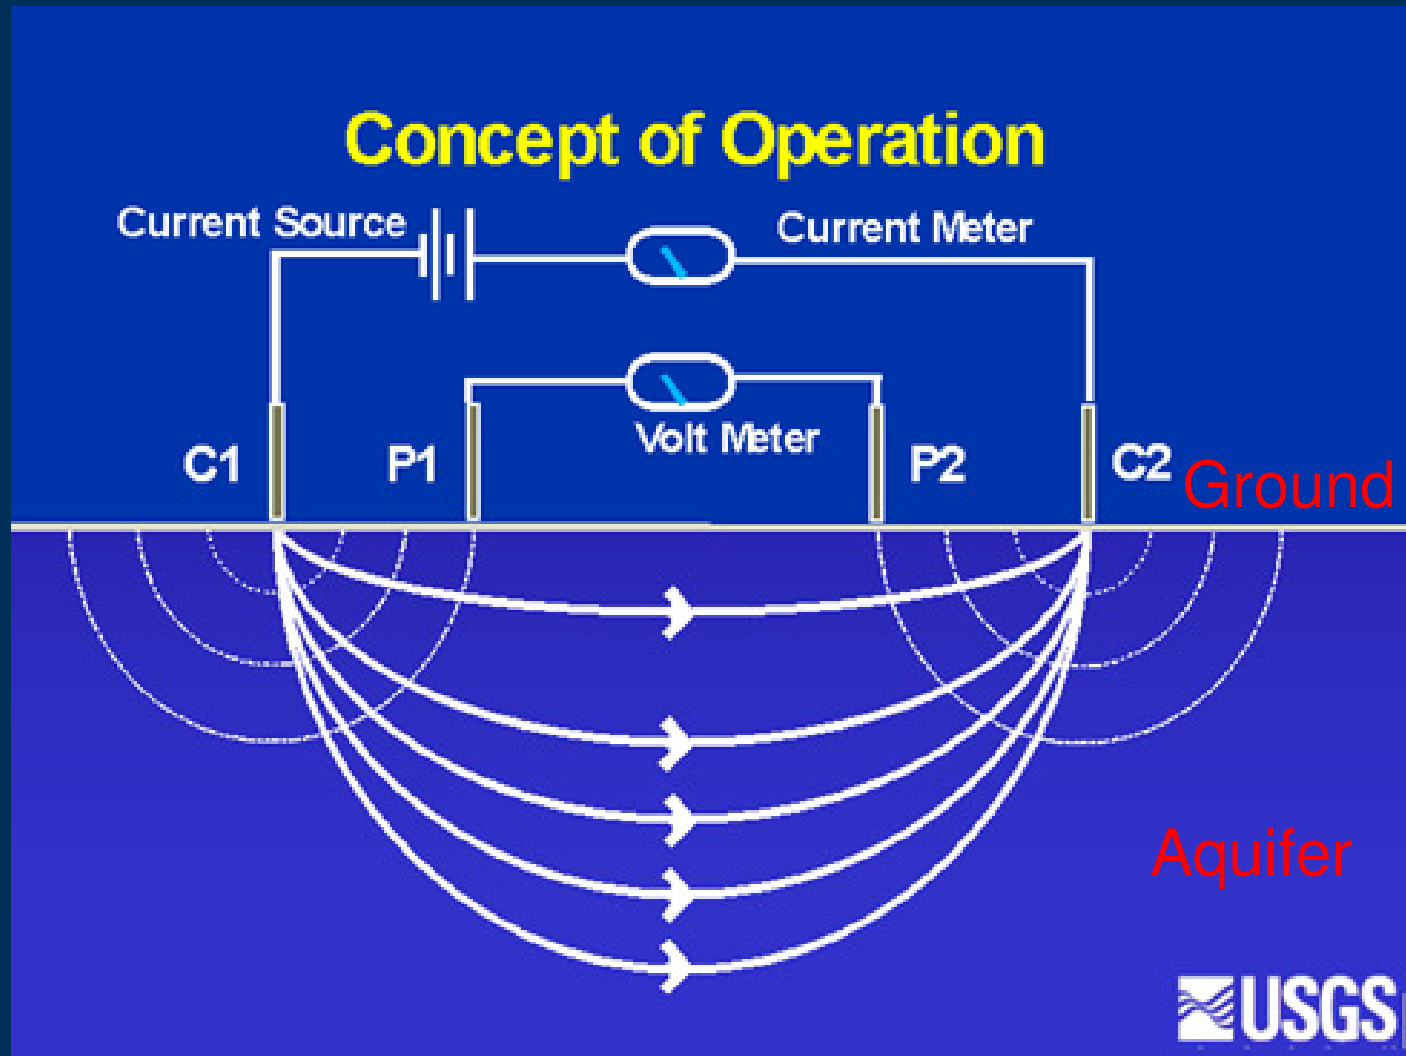 Concept of Operation
Current Source
Current Meter
Volt Meter
C1
P1
P2
C2
Ground
Aquifer
USGS